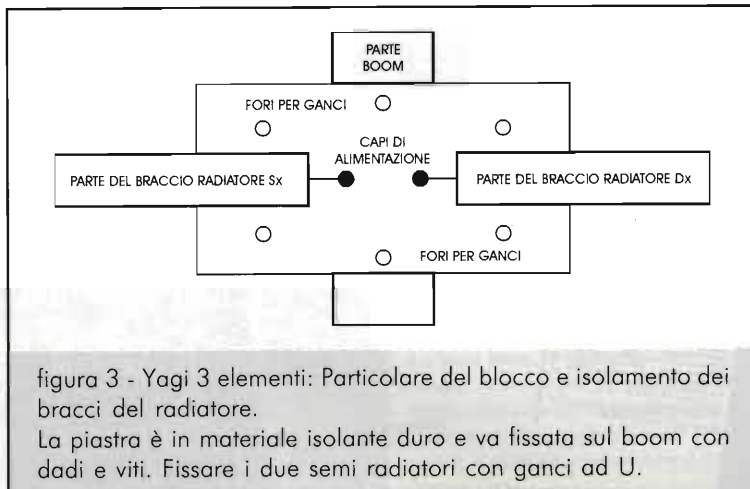 PARTE
BOOM
FORI PER GANCI
CAPI DI
ALIMENTAZIONE
PARTE DEL BRACCIO RADIATORE Sx
PARTE DEL BRACCIO RADIATORE Dx
FORI PER GANCI
figura 3 - Yagi 3 elementi: Particolare del blocco e isolamento dei
bracci del radiatore.
La piastra è in materiale isolante duro e va fissata sul boom con
dadi e viti. Fissare i due semi radiatori con ganci ad U.